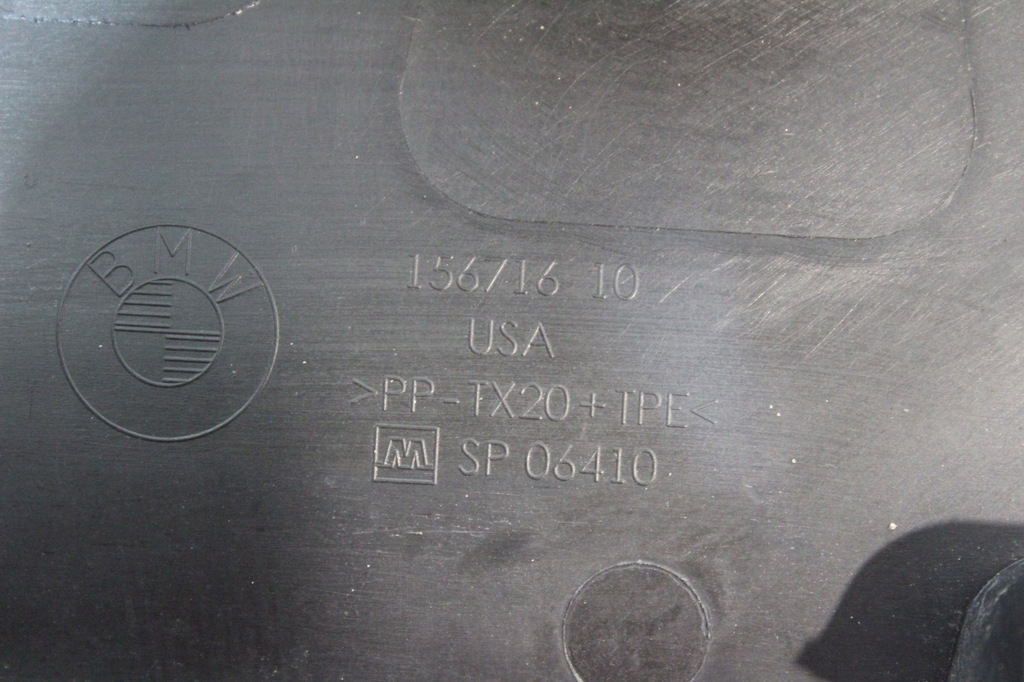 BMW
156716 10
USA
>PP-TX20+TPE<
M SP 06410